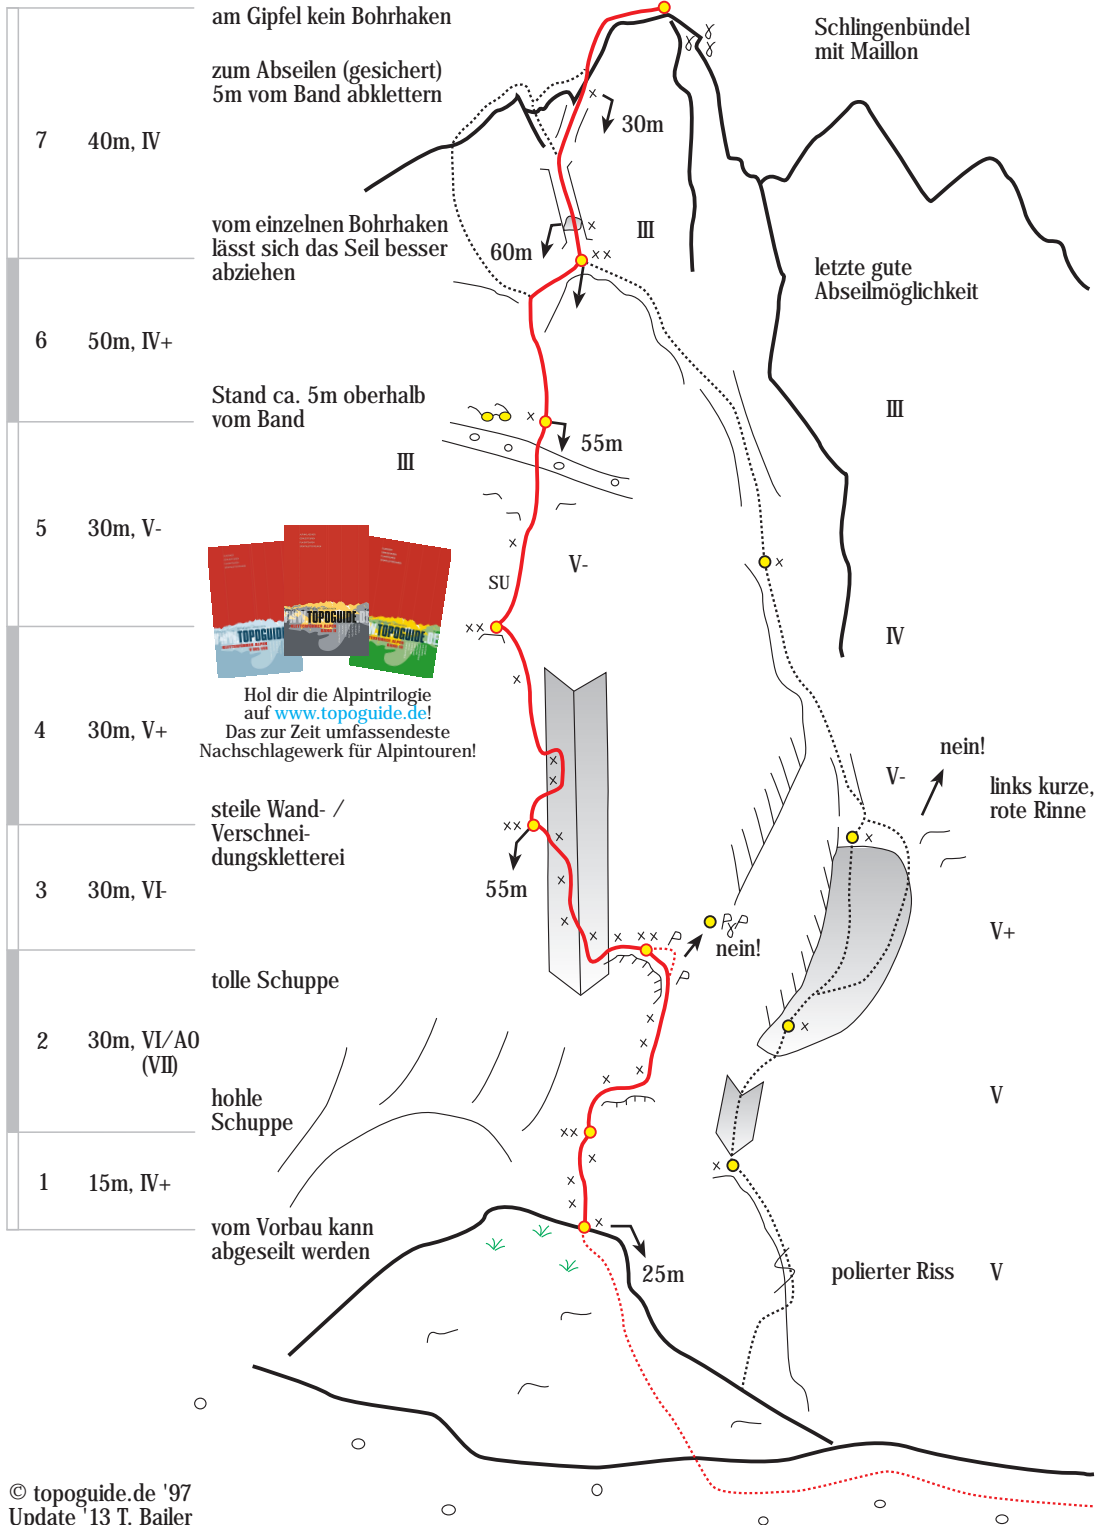 am Gipfel kein Bohrhaken
Schlingenbündel
mit Maillon
zum Abseilen (gesichert)
5m vom Band abklettern
30m
7 40m, IV
vom einzelnen Bohrhaken
lässt sich das Seil besser
abziehen
III
60m
letzte gute
Abseilmöglichkeit
6 50m, IV+
Stand ca. 5m oberhalb
vom Band
III
55m
III
5 30m, V-
V-
SU
TOPOGUIDE
TOPOGUIDE
TOPOGUIDE
IV
Hol dir die Alpintrilogie
auf www.topoguide.de!
Das zur Zeit umfassendeste
Nachschlagewerk für Alpintouren!
4 30m, V+
nein!
V-
links kurze,
rote Rinne
steile Wand- /
Verschnei-
dungskletterei
55m
3 30m, VI-
V+
nein!
tolle Schuppe
2 30m, VI/A0
(VII)
hohle
Schuppe
V
1 15m, IV+
vom Vorbau kann
abgeseilt werden
25m
polierter Riss V
© topoguide.de '97
Update '13 T. Bailer